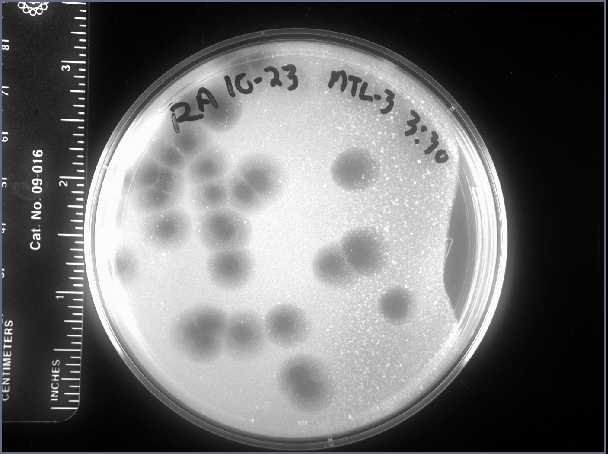 RA 10-23 MTL-3 3:30
Cat. No. 09-016
3
2
1
INCHES
CENTIMETERS